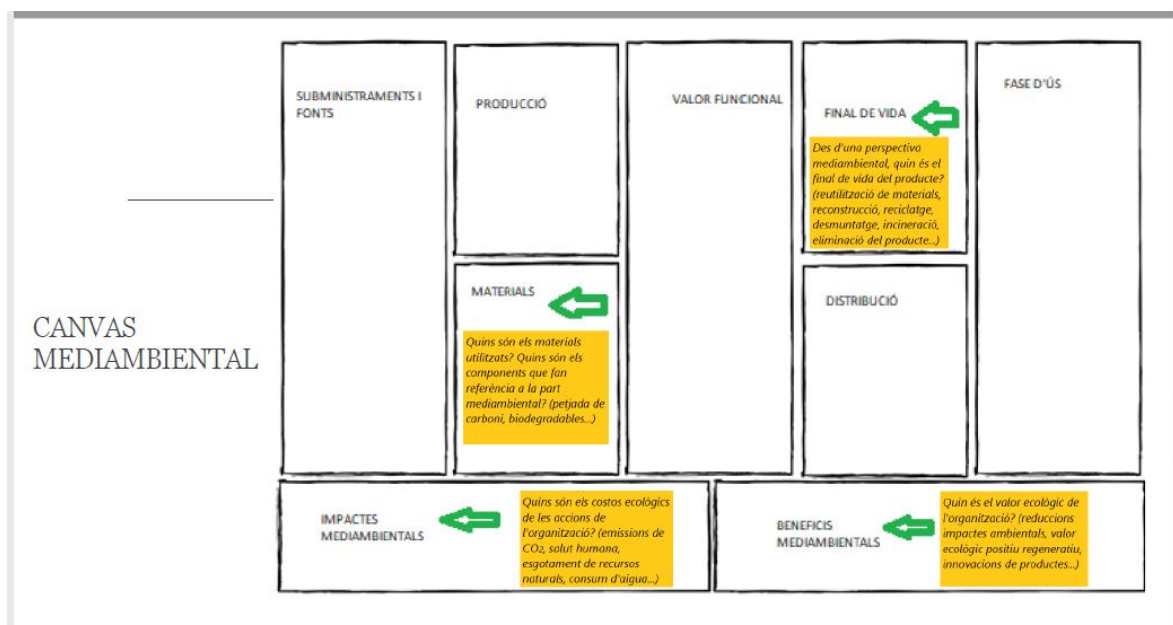 CANVAS
MEDIAMBIENTAL
SUBMINISTRAMENTS I
FONTS
PRODUCCIÓ
MATERIALS
Quins són els materials
utilitzats? Quins són els
components que fan
referència a la part
mediambiental? (petjada de
carboni, biodegradables...)
VALOR FUNCIONAL
FINAL DE VIDA
Des d'una perspectiva
mediambiental, quin és el
final de vida del producte?
(reutilització de materials,
reconstrucció, reciclatge,
desmuntatge, incineració,
eliminació del producte...)
DISTRIBUCIÓ
FASE D'ÚS
IMPACTES
MEDIAMBIENTALS
Quins són els costos ecològics
de les accions de
l'organització? (emissions de
CO2, salut humana,
esgotament de recursos
naturals, consum d'aigua...)
BENEFICIS
MEDIAMBIENTALS
Quin és el valor ecològic de
l'organització? (reduccions
impactes ambientals, valor
ecològic positiu regeneratiu,
innovacions de productes...)